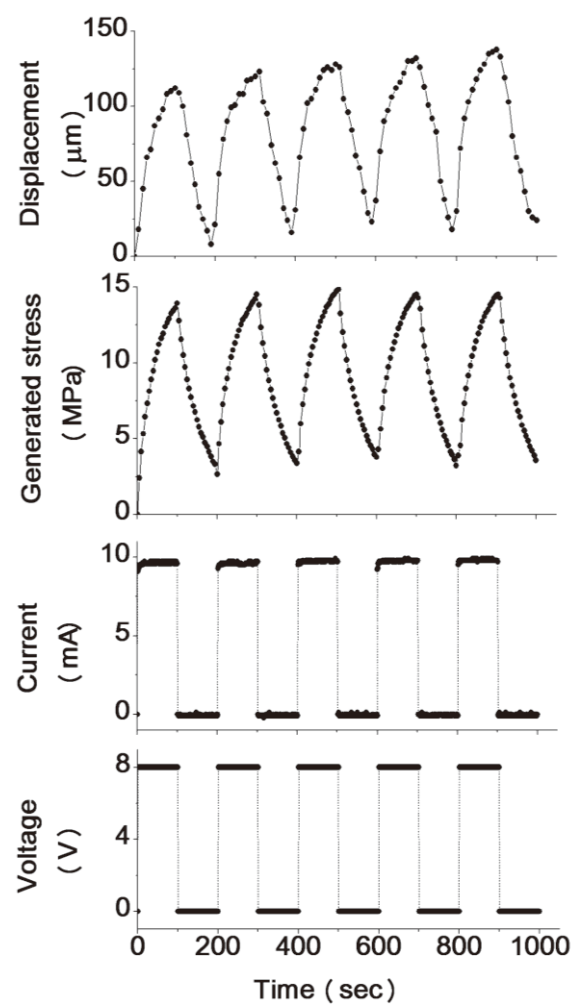 Displacement
(μm)
150
100
50
0
Generated stress
(MPa)
15
10
5
0
Current
(mA)
10
5
0
Voltage
(V)
8
4
0
0 200 400 600 800 1000
Time (sec)